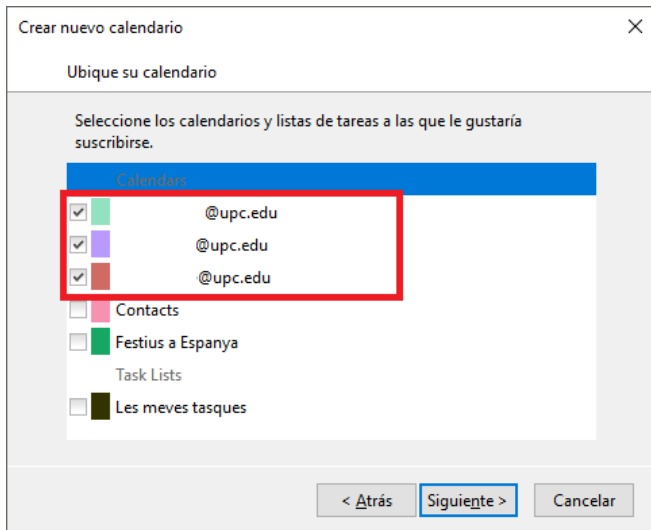 Crear nuevo calendario
Ubique su calendario
Seleccione los calendarios y listas de tareas a las que le gustaría
suscribirse.
Calendars
@upc.edu
@upc.edu
@upc.edu
Contacts
Festius a Espanya
Task Lists
Les meves tasques
< Atrás Siguiente > Cancelar